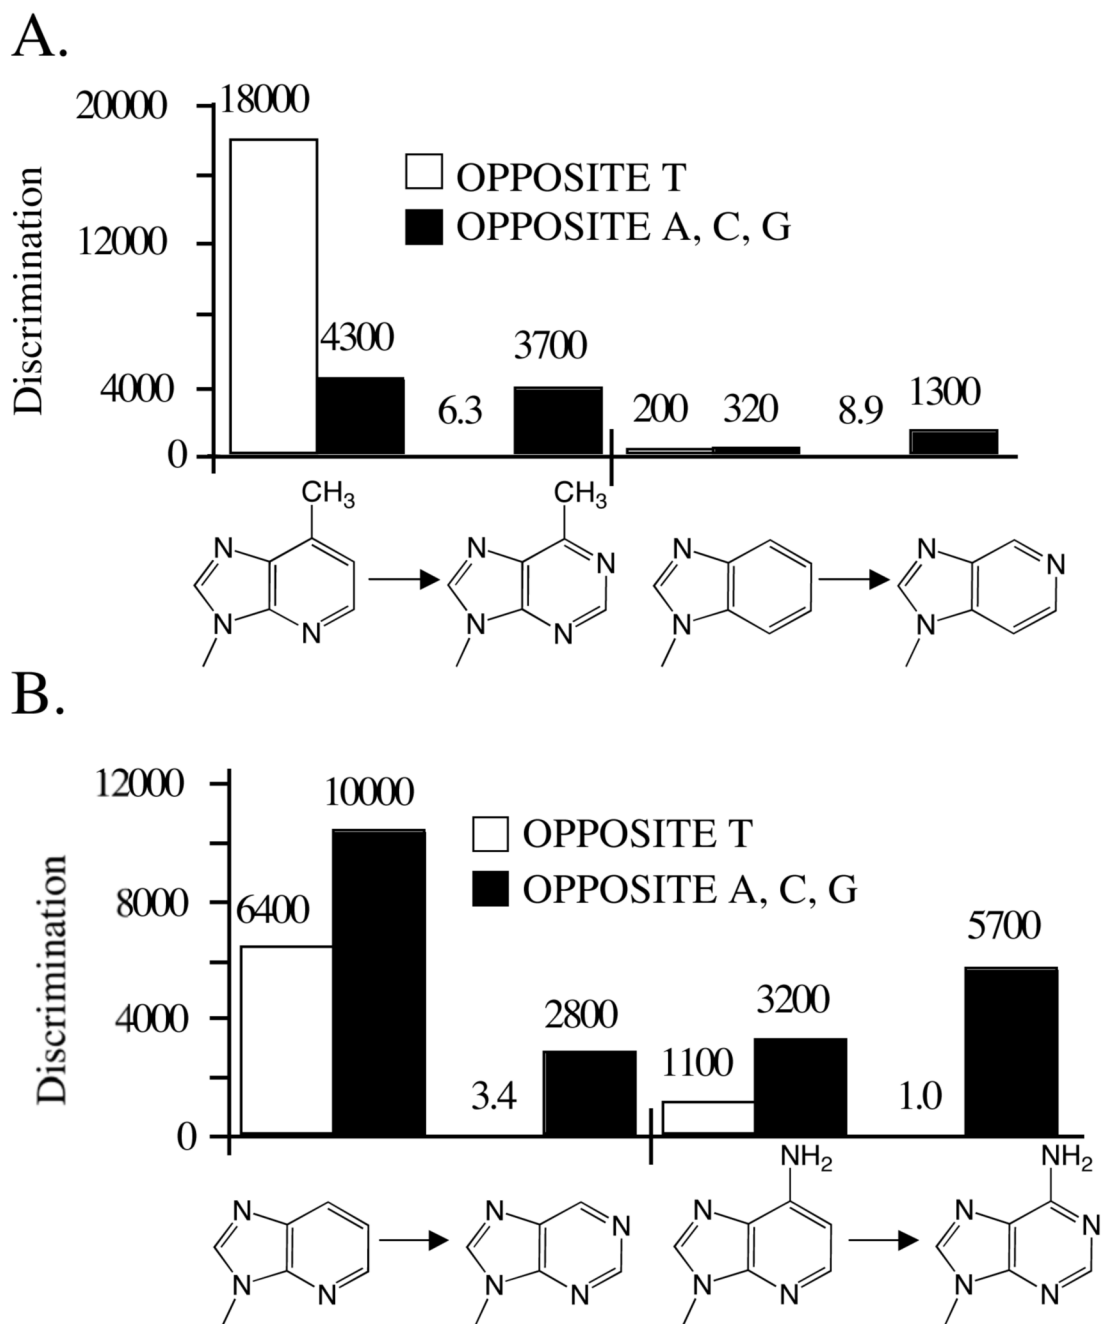 A.
20000
18000
OPPOSITE T
OPPOSITE A, C, G
12000
Discrimination
4300
3700
4000
6.3
200
320
8.9
1300
0
CH3
CH3
N
N
N
N
N
N
N
N
N
N
N
N
B.
12000
10000
OPPOSITE T
OPPOSITE A, C, G
8000
6400
5700
Discrimination
4000
2800
3200
1100
3.4
1.0
0
NH2
NH2
N
N
N
N
N
N
N
N
N
N
N
N
N
N